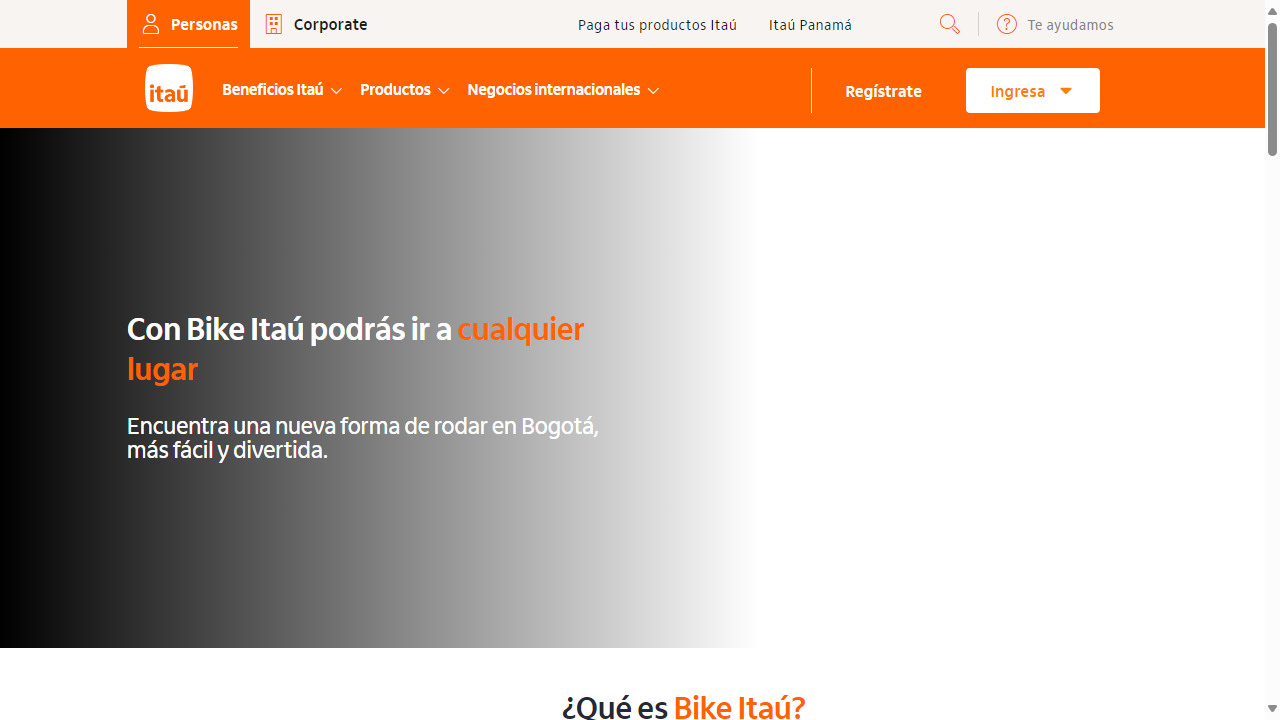 Personas
Corporate
Paga tus productos Itaú
Itaú Panamá
Te ayudamos
itaú
Beneficios Itaú
Productos
Negocios internacionales
Regístrate
Ingresa
Con Bike Itaú podrás ir a cualquier
lugar
Encuentra una nueva forma de rodar en Bogotá,
más fácil y divertida.
¿Qué es Bike Itaú?